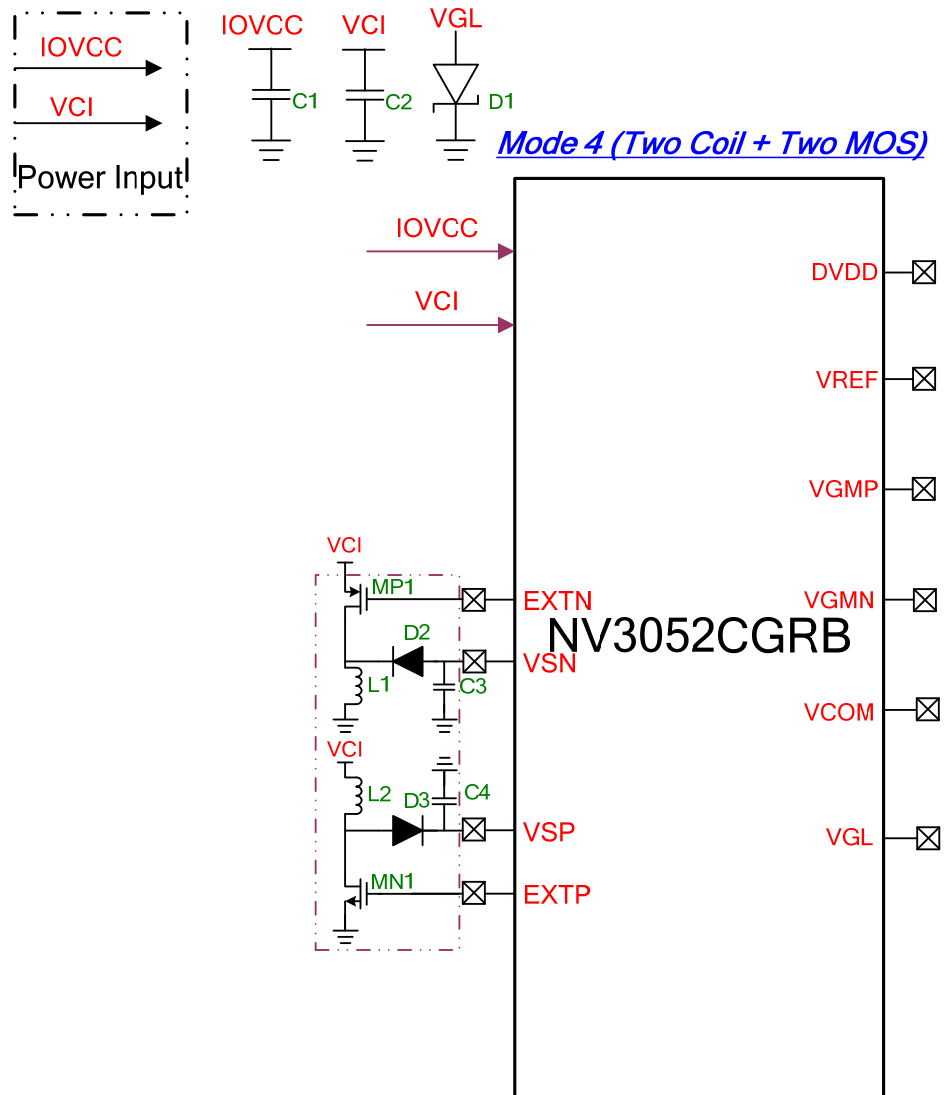 IOVCC
VCI
Power Input
IOVCC
C1
VCI
C2
VGL
D1
Mode 4 (Two Coil + Two MOS)
IOVCC
VCI
DVDD
VREF
VGMP
VGMN
VCOM
VGL
NV3052CGRB
VCI
MP1
EXTN
D2
VSN
L1
C3
VCI
L2
D3
C4
VSP
MN1
EXTP